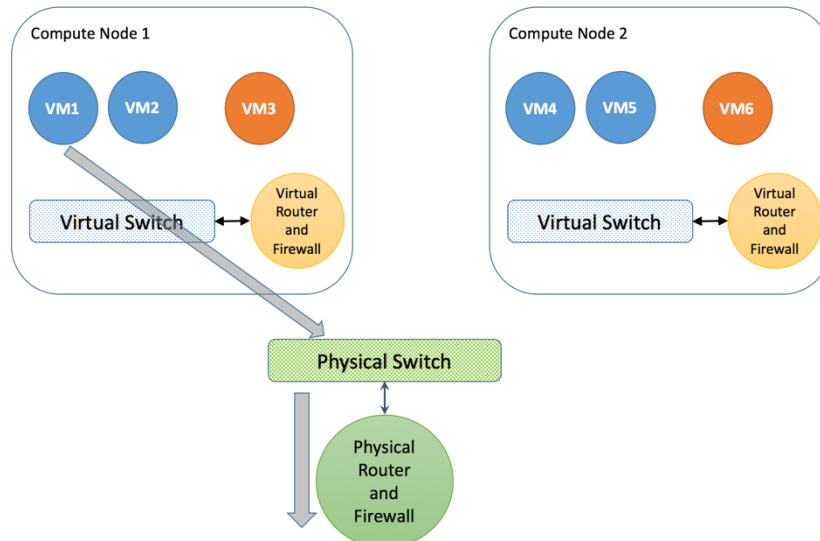 Compute Node 1
VM1
VM2
VM3
Virtual Switch
Virtual
Router
and
Firewall
Compute Node 2
VM4
VM5
VM6
Virtual Switch
Virtual
Router
and
Firewall
Physical Switch
Physical
Router
and
Firewall